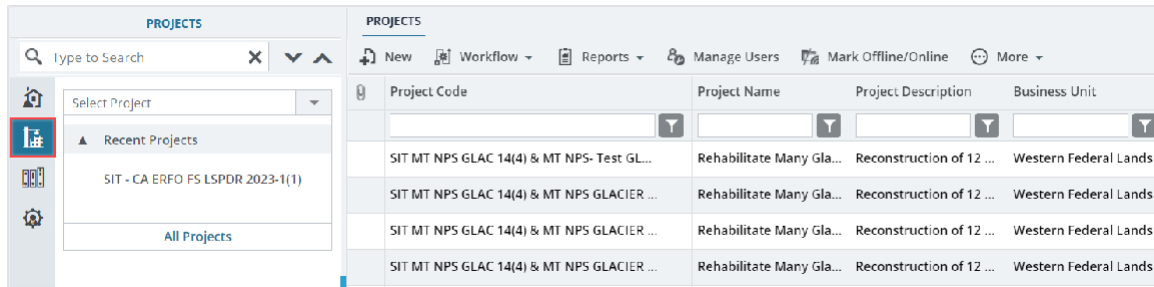 PROJECTS
Type to Search
Select Project
Recent Projects
SIT - CA ERFO FS LSPDR 2023-1(1)
All Projects
PROJECTS
New Workflow Reports Manage Users Mark Offline/Online More
Project Code Project Name Project Description Business Unit
SIT MT NPS GLAC 14(4) & MT NPS- Test GL... Rehabilitate Many Gla... Reconstruction of 12 ... Western Federal Lands
SIT MT NPS GLAC 14(4) & MT NPS GLACIER ... Rehabilitate Many Gla... Reconstruction of 12 ... Western Federal Lands
SIT MT NPS GLAC 14(4) & MT NPS GLACIER ... Rehabilitate Many Gla... Reconstruction of 12 ... Western Federal Lands
SIT MT NPS GLAC 14(4) & MT NPS GLACIER ... Rehabilitate Many Gla... Reconstruction of 12 ... Western Federal Lands